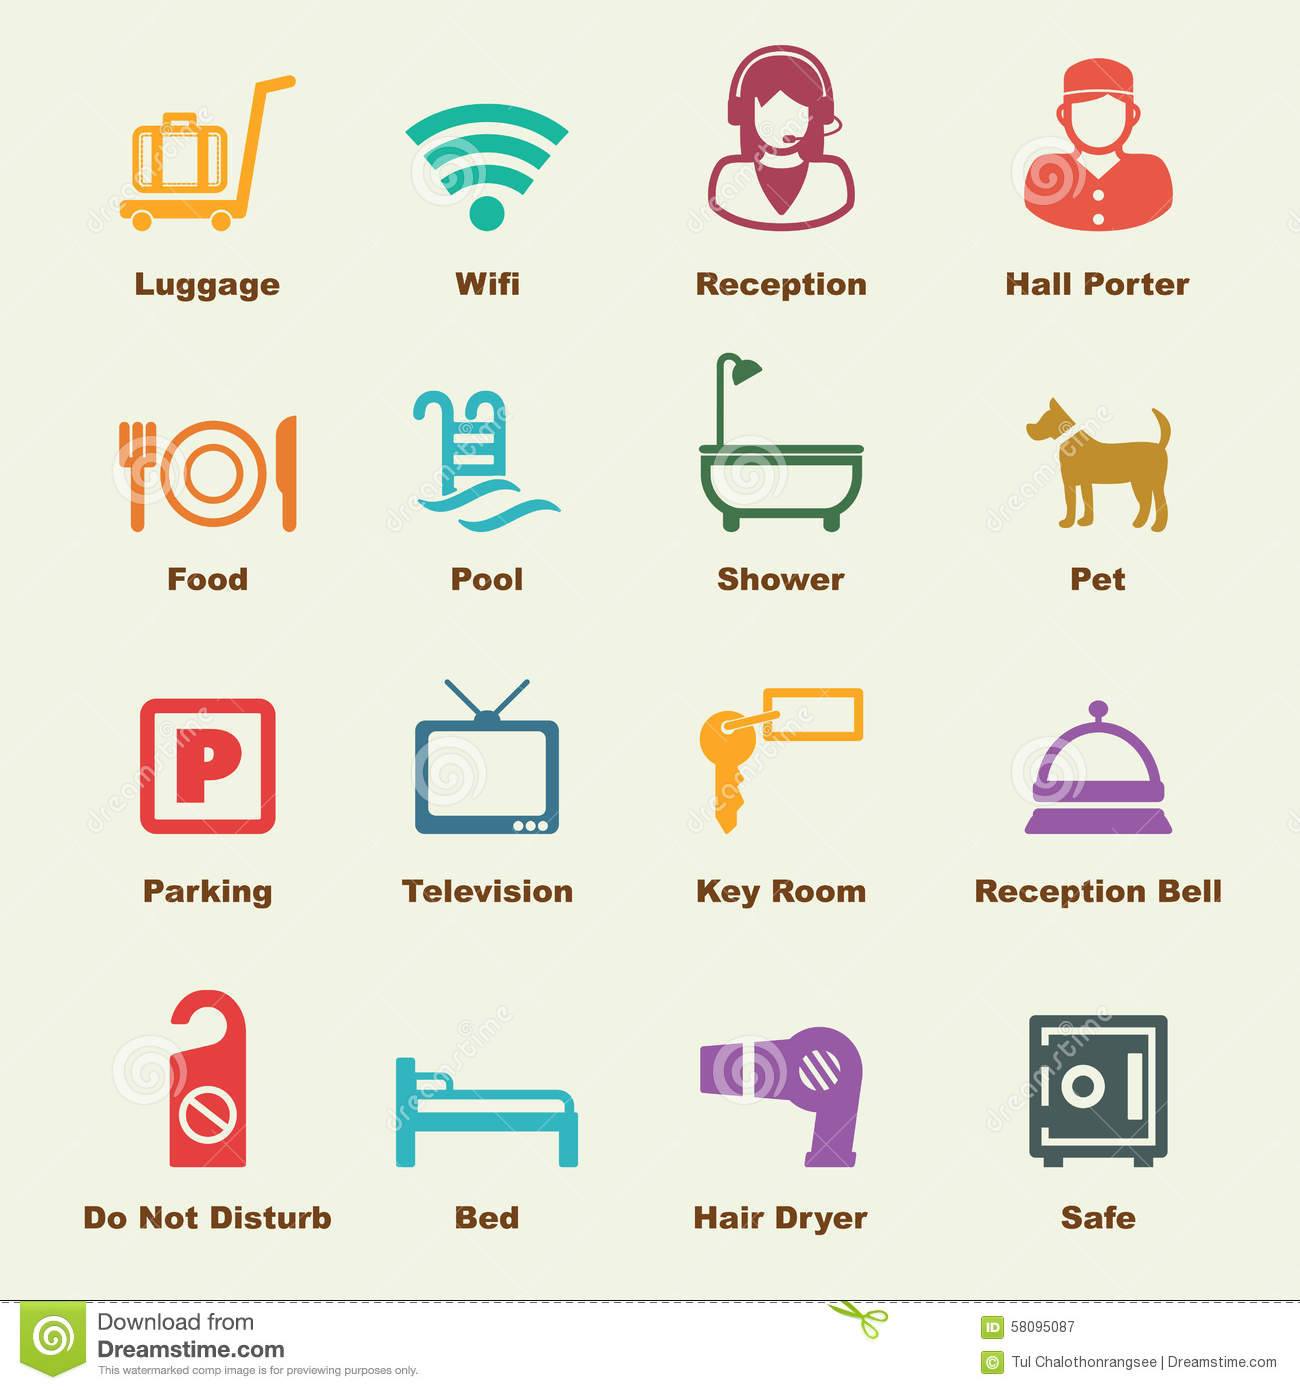 Luggage Wifi Reception Hall Porter
Food Pool Shower Pet
P
Parking Television Key Room Reception Bell
Do Not Disturb Bed Hair Dryer Safe
Download from
Dreamstime.com
This watermarked comp image is for previewing purposes only.
ID 58095087
© Tul Chalothonrangsee | Dreamstime.com
dreamstime